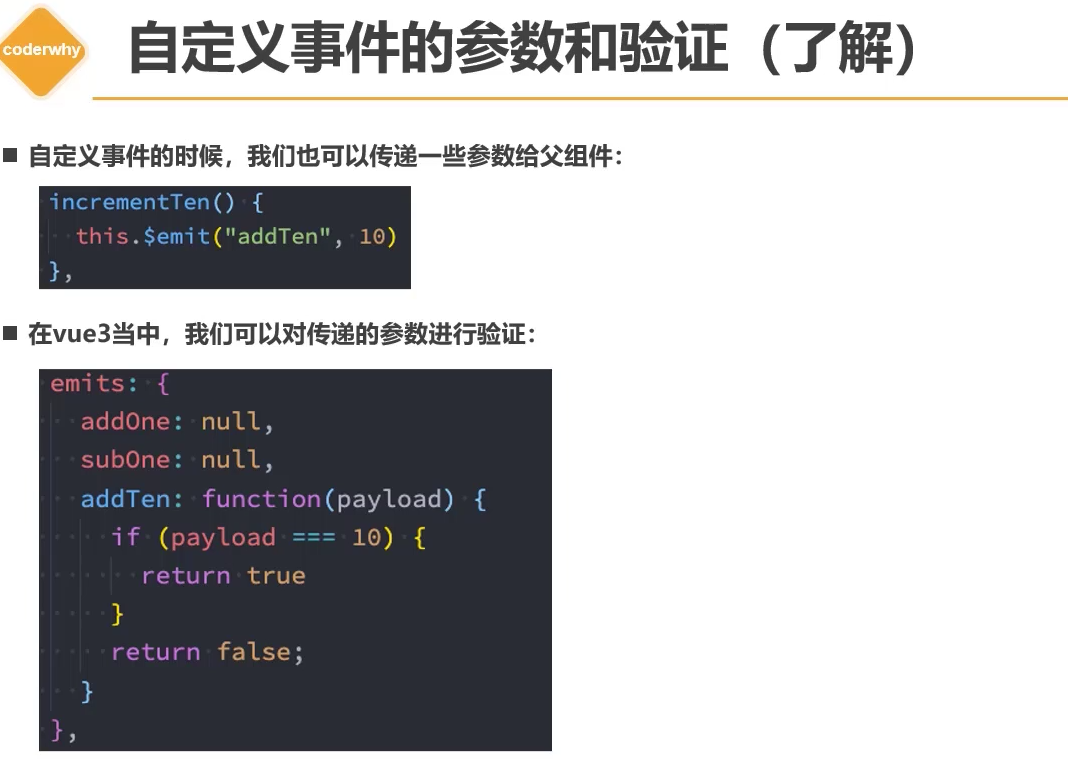 coderwhy
自定义事件的参数和验证（了解）
■ 自定义事件的时候，我们也可以传递一些参数给父组件：
incrementTen() {
  this.$emit("addTen", 10)
},
■ 在vue3当中，我们可以对传递的参数进行验证：
emits: {
  addOne: null,
  subOne: null,
  addTen: function(payload) {
    if (payload === 10) {
      return true
    }
    return false;
  }
},